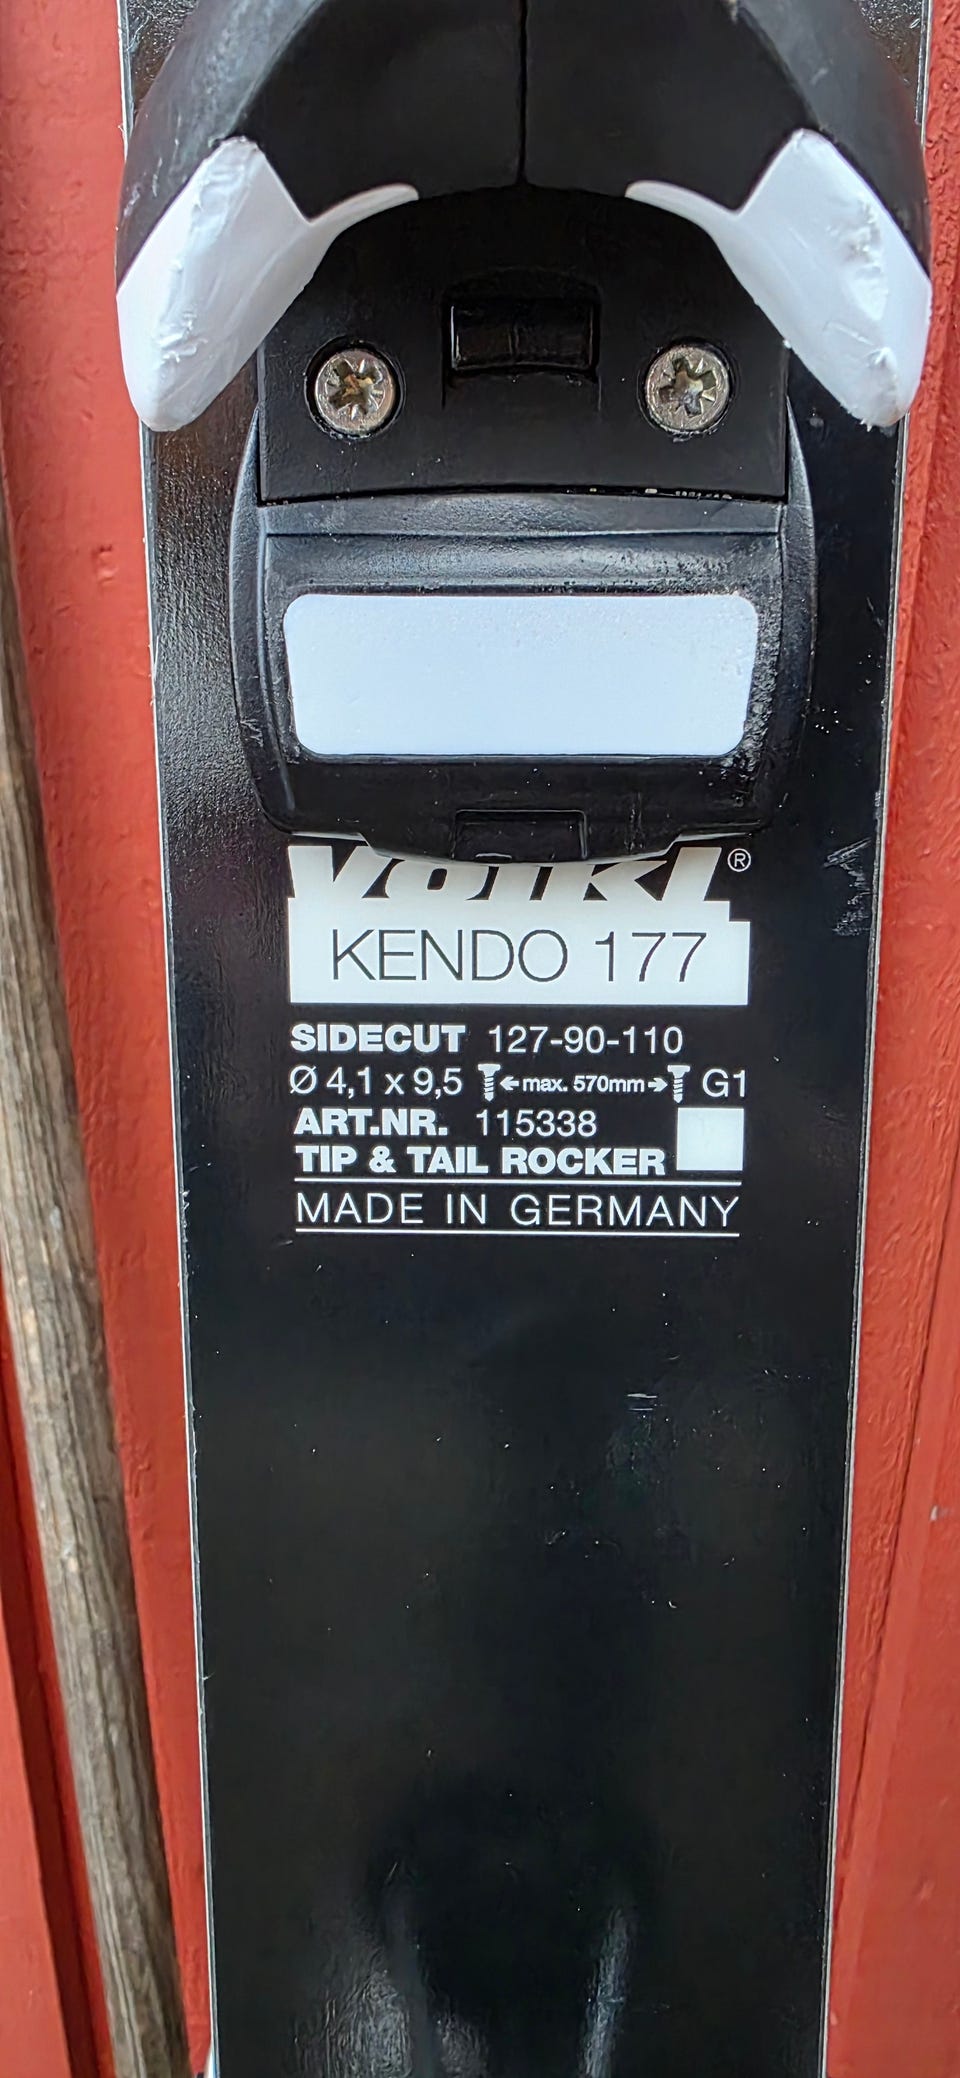 Völkl®
KENDO 177
SIDECUT 127-90-110
Ø 4,1 x 9,5 ←max. 570mm→ G1
ART.NR. 115338
TIP & TAIL ROCKER
MADE IN GERMANY